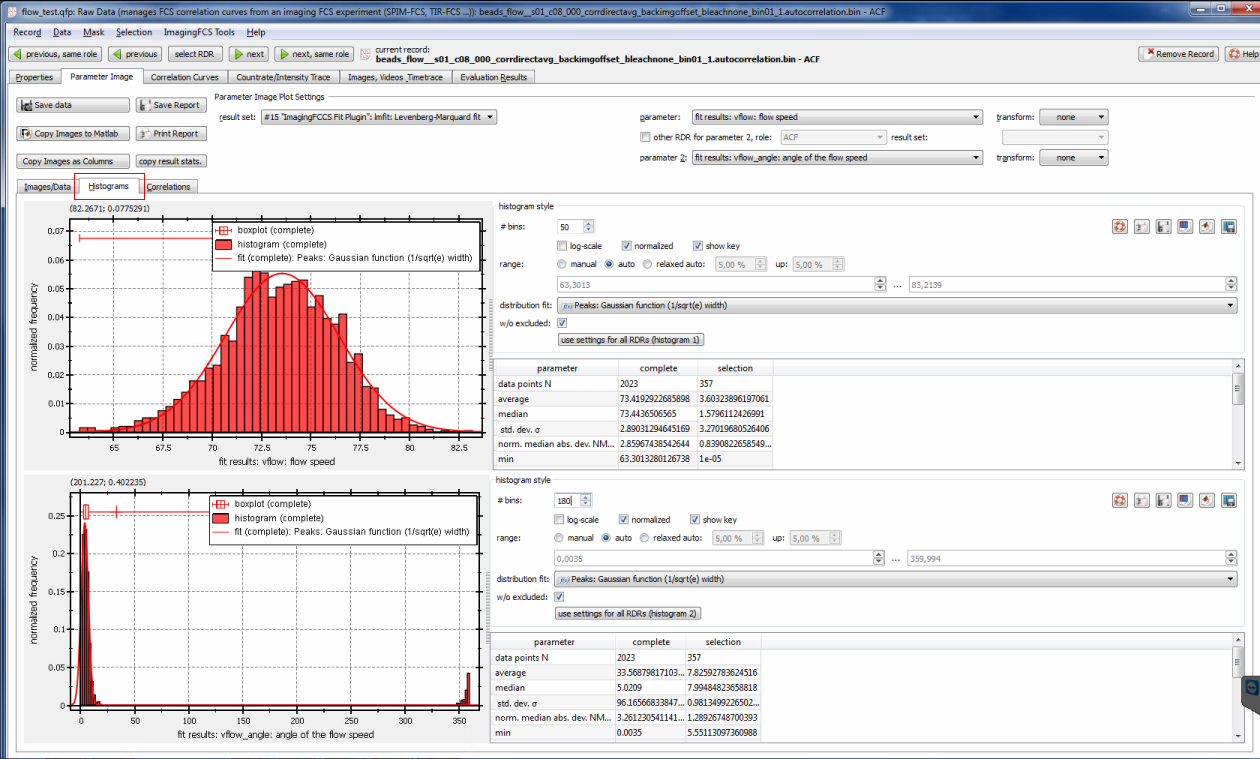 flow_test.qfp: Raw Data (manages FCS correlation curves from an imaging FCS experiment (SPIM-FCS, TIR-FCS ...)): beads_flow__s01_c08_000_corrdirectavg_backimgoffset_bleachnone_bin01_1.autocorrelation.bin - ACF
Record Data Mask Selection ImagingFCS Tools Help
previous, same role previous select RDR next next, same role current record: Remove Record Help
beads_flow__s01_c08_000_corrdirectavg_backimgoffset_bleachnone_bin01_1.autocorrelation.bin - ACF
Properties Parameter Image Correlation Curves Countrate/Intensity Trace Images, Videos ,Timetrace Evaluation Results
Save data Save Report Parameter Image Plot Settings
result set: #15 "ImagingFCCS Fit Plugin": lmfit: Levenberg-Marquard fit parameter: fit results: vflow: flow speed transform: none
Copy Images to Matlab Print Report other RDR for parameter 2, role: ACF result set:
Copy Images as Columns copy result stats. paramater 2: fit results: vflow_angle: angle of the flow speed transform: none
Images/Data Histograms Correlations
(82.2671; 0.0775291)
boxplot (complete)
histogram (complete)
fit (complete): Peaks: Gaussian function (1/sqrt(e) width)
0.07
0.06
0.05
0.04
0.03
0.02
0.01
0
normalized frequency
65 67.5 70 72.5 75 77.5 80 82.5
fit results: vflow: flow speed
histogram style
# bins: 50
log-scale normalized show key
range: manual auto relaxed auto: 5,00 % up: 5,00 %
63,3013 ... 83,2139
distribution fit: f(x) Peaks: Gaussian function (1/sqrt(e) width)
w/o excluded:
use settings for all RDRs (histogram 1)
parameter complete selection
data points N 2023 357
average 73.4192922685898 3.60323896197061
median 73.4436506565 1.5796112426991
std. dev. σ 2.89031294645169 3.27019680526406
norm. median abs. dev. NM... 2.85967438542644 0.8390822658549...
min 63.3013280126738 1e-05
(201.227; 0.402235)
boxplot (complete)
histogram (complete)
fit (complete): Peaks: Gaussian function (1/sqrt(e) width)
0.25
0.2
0.15
0.1
0.05
0
normalized frequency
0 50 100 150 200 250 300 350
fit results: vflow_angle: angle of the flow speed
histogram style
# bins: 180
log-scale normalized show key
range: manual auto relaxed auto: 5,00 % up: 5,00 %
0,0035 ... 359,994
distribution fit: f(x) Peaks: Gaussian function (1/sqrt(e) width)
w/o excluded:
use settings for all RDRs (histogram 2)
parameter complete selection
data points N 2023 357
average 33.56879817103... 7.82592783624516
median 5.0209 7.99484823658818
std. dev. σ 96.16566833847... 0.9813499226502...
norm. median abs. dev. NM... 3.261230541141... 1.28926748700393
min 0.0035 5.55113097360988